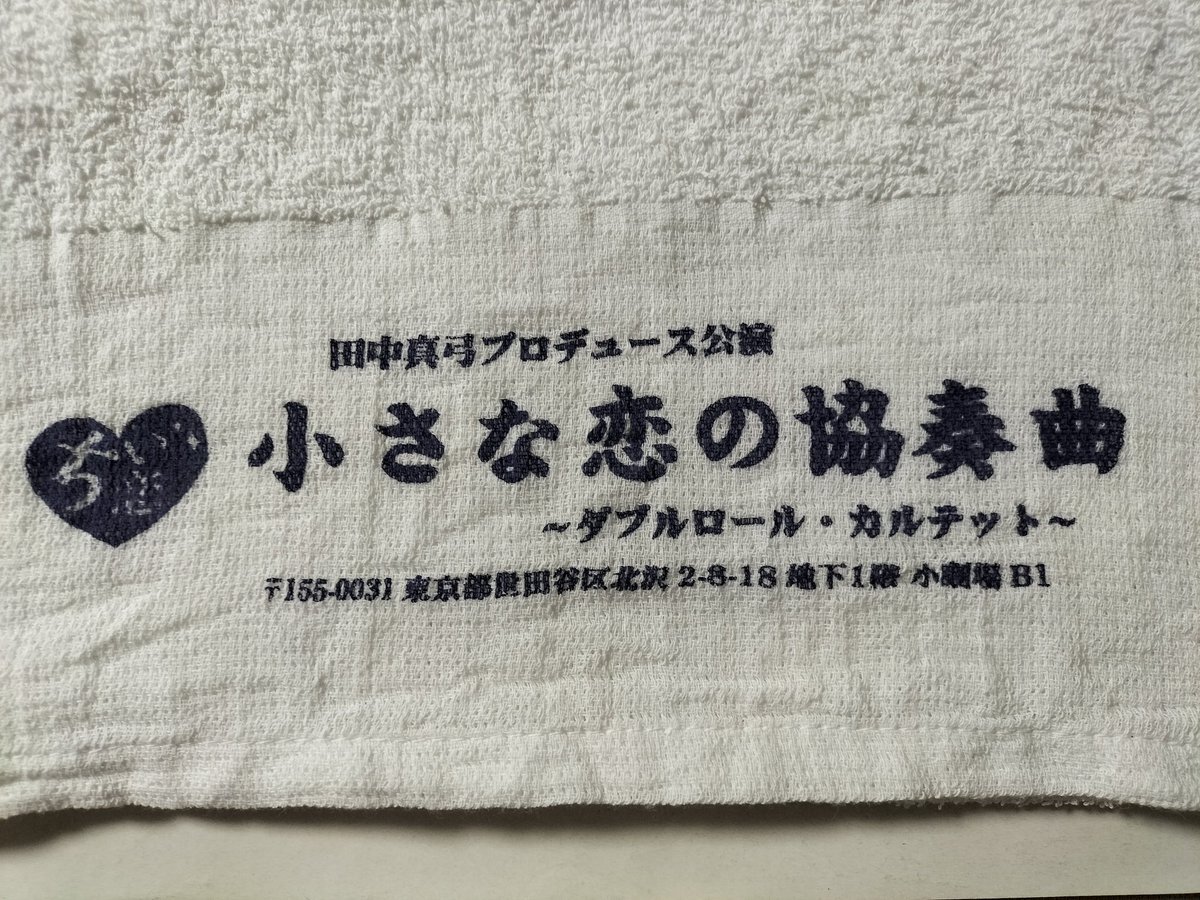 田中真弓プロデュース公演
小さな恋の協奏曲
~ダブルロール・カルテット~
〒155-0031 東京都世田谷区北沢 2-8-18 地下1階 小劇場 B1